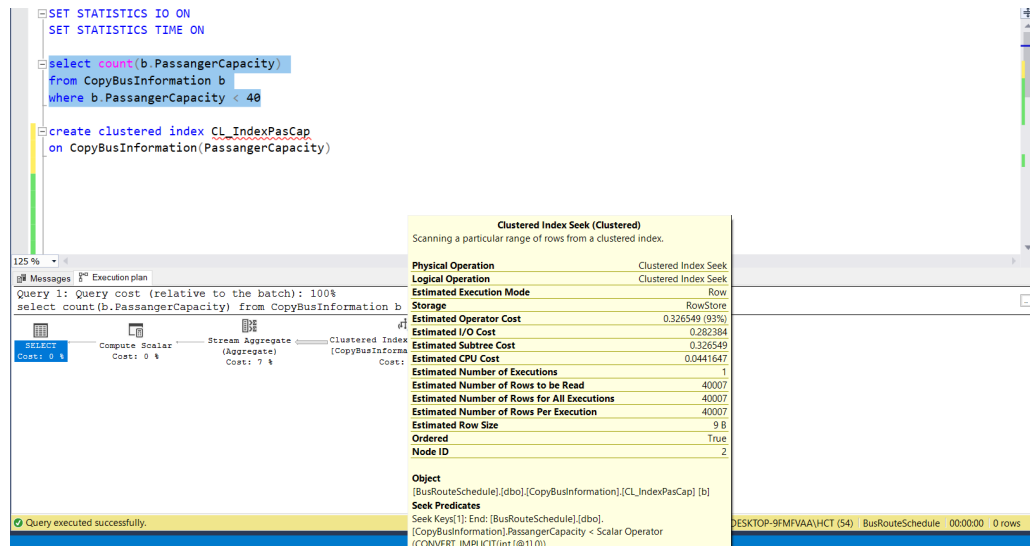 SET STATISTICS IO ON
SET STATISTICS TIME ON
select count(b.PassangerCapacity)
from CopyBusInformation b
where b.PassangerCapacity < 40
create clustered index CL_IndexPasCap
on CopyBusInformation(PassangerCapacity)
125 %
Messages Execution plan
Query 1: Query cost (relative to the batch): 100%
select count(b.PassangerCapacity) from CopyBusInformation b
SELECT
Cost: 0 %
Compute Scalar
Cost: 0 %
Stream Aggregate
(Aggregate)
Cost: 7 %
Clustered Index
[CopyBusInforma
Cost:
Clustered Index Seek (Clustered)
Scanning a particular range of rows from a clustered index.
Physical Operation Clustered Index Seek
Logical Operation Clustered Index Seek
Estimated Execution Mode Row
Storage RowStore
Estimated Operator Cost 0.326549 (93%)
Estimated I/O Cost 0.282384
Estimated Subtree Cost 0.326549
Estimated CPU Cost 0.0441647
Estimated Number of Executions 1
Estimated Number of Rows to be Read 40007
Estimated Number of Rows for All Executions 40007
Estimated Number of Rows Per Execution 40007
Estimated Row Size 9 B
Ordered True
Node ID 2
Object
[BusRouteSchedule].[dbo].[CopyBusInformation].[CL_IndexPasCap] [b]
Seek Predicates
Seek Keys[1]: End: [BusRouteSchedule].[dbo].
[CopyBusInformation].PassangerCapacity < Scalar Operator
(CONVERT_IMPLICIT(int,[@1],0))
Query executed successfully.
DESKTOP-9FMFVAA\HCT (54) BusRouteSchedule 00:00:00 0 rows